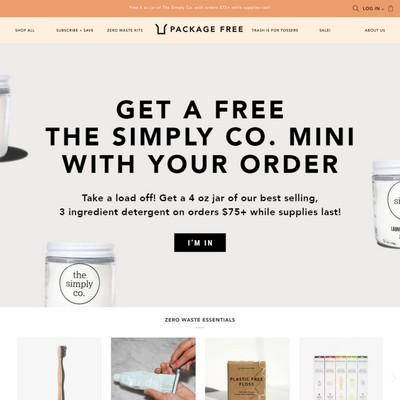 Free 4 oz jar of The Simply Co. with orders $75+ while supplies last!
LOG IN
SHOP ALL
SUBSCRIBE + SAVE
ZERO WASTE KITS
PACKAGE FREE
TRASH IS FOR TOSSERS
SALE!
ABOUT US
GET A FREE
THE SIMPLY CO. MINI
WITH YOUR ORDER
Take a load off! Get a 4 oz jar of our best selling,
3 ingredient detergent on orders $75+ while supplies last!
I'M IN
the
simply
co.
si
ZERO WASTE ESSENTIALS
PLASTIC FREE
FLOSS